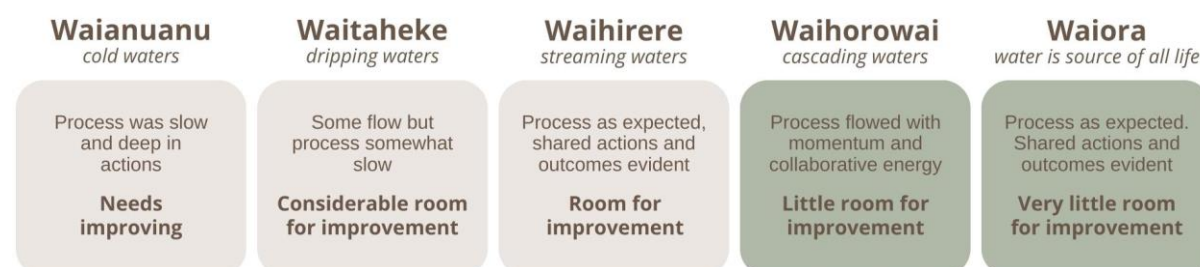 Waianuanu
cold waters
Process was slow
and deep in
actions
Needs
improving
Waitaheke
dripping waters
Some flow but
process somewhat
slow
Considerable room
for improvement
Waihirere
streaming waters
Process as expected,
shared actions and
outcomes evident
Room for
improvement
Waihorowai
cascading waters
Process flowed with
momentum and
collaborative energy
Little room for
improvement
Waiora
water is source of all life
Process as expected.
Shared actions and
outcomes evident
Very little room
for improvement